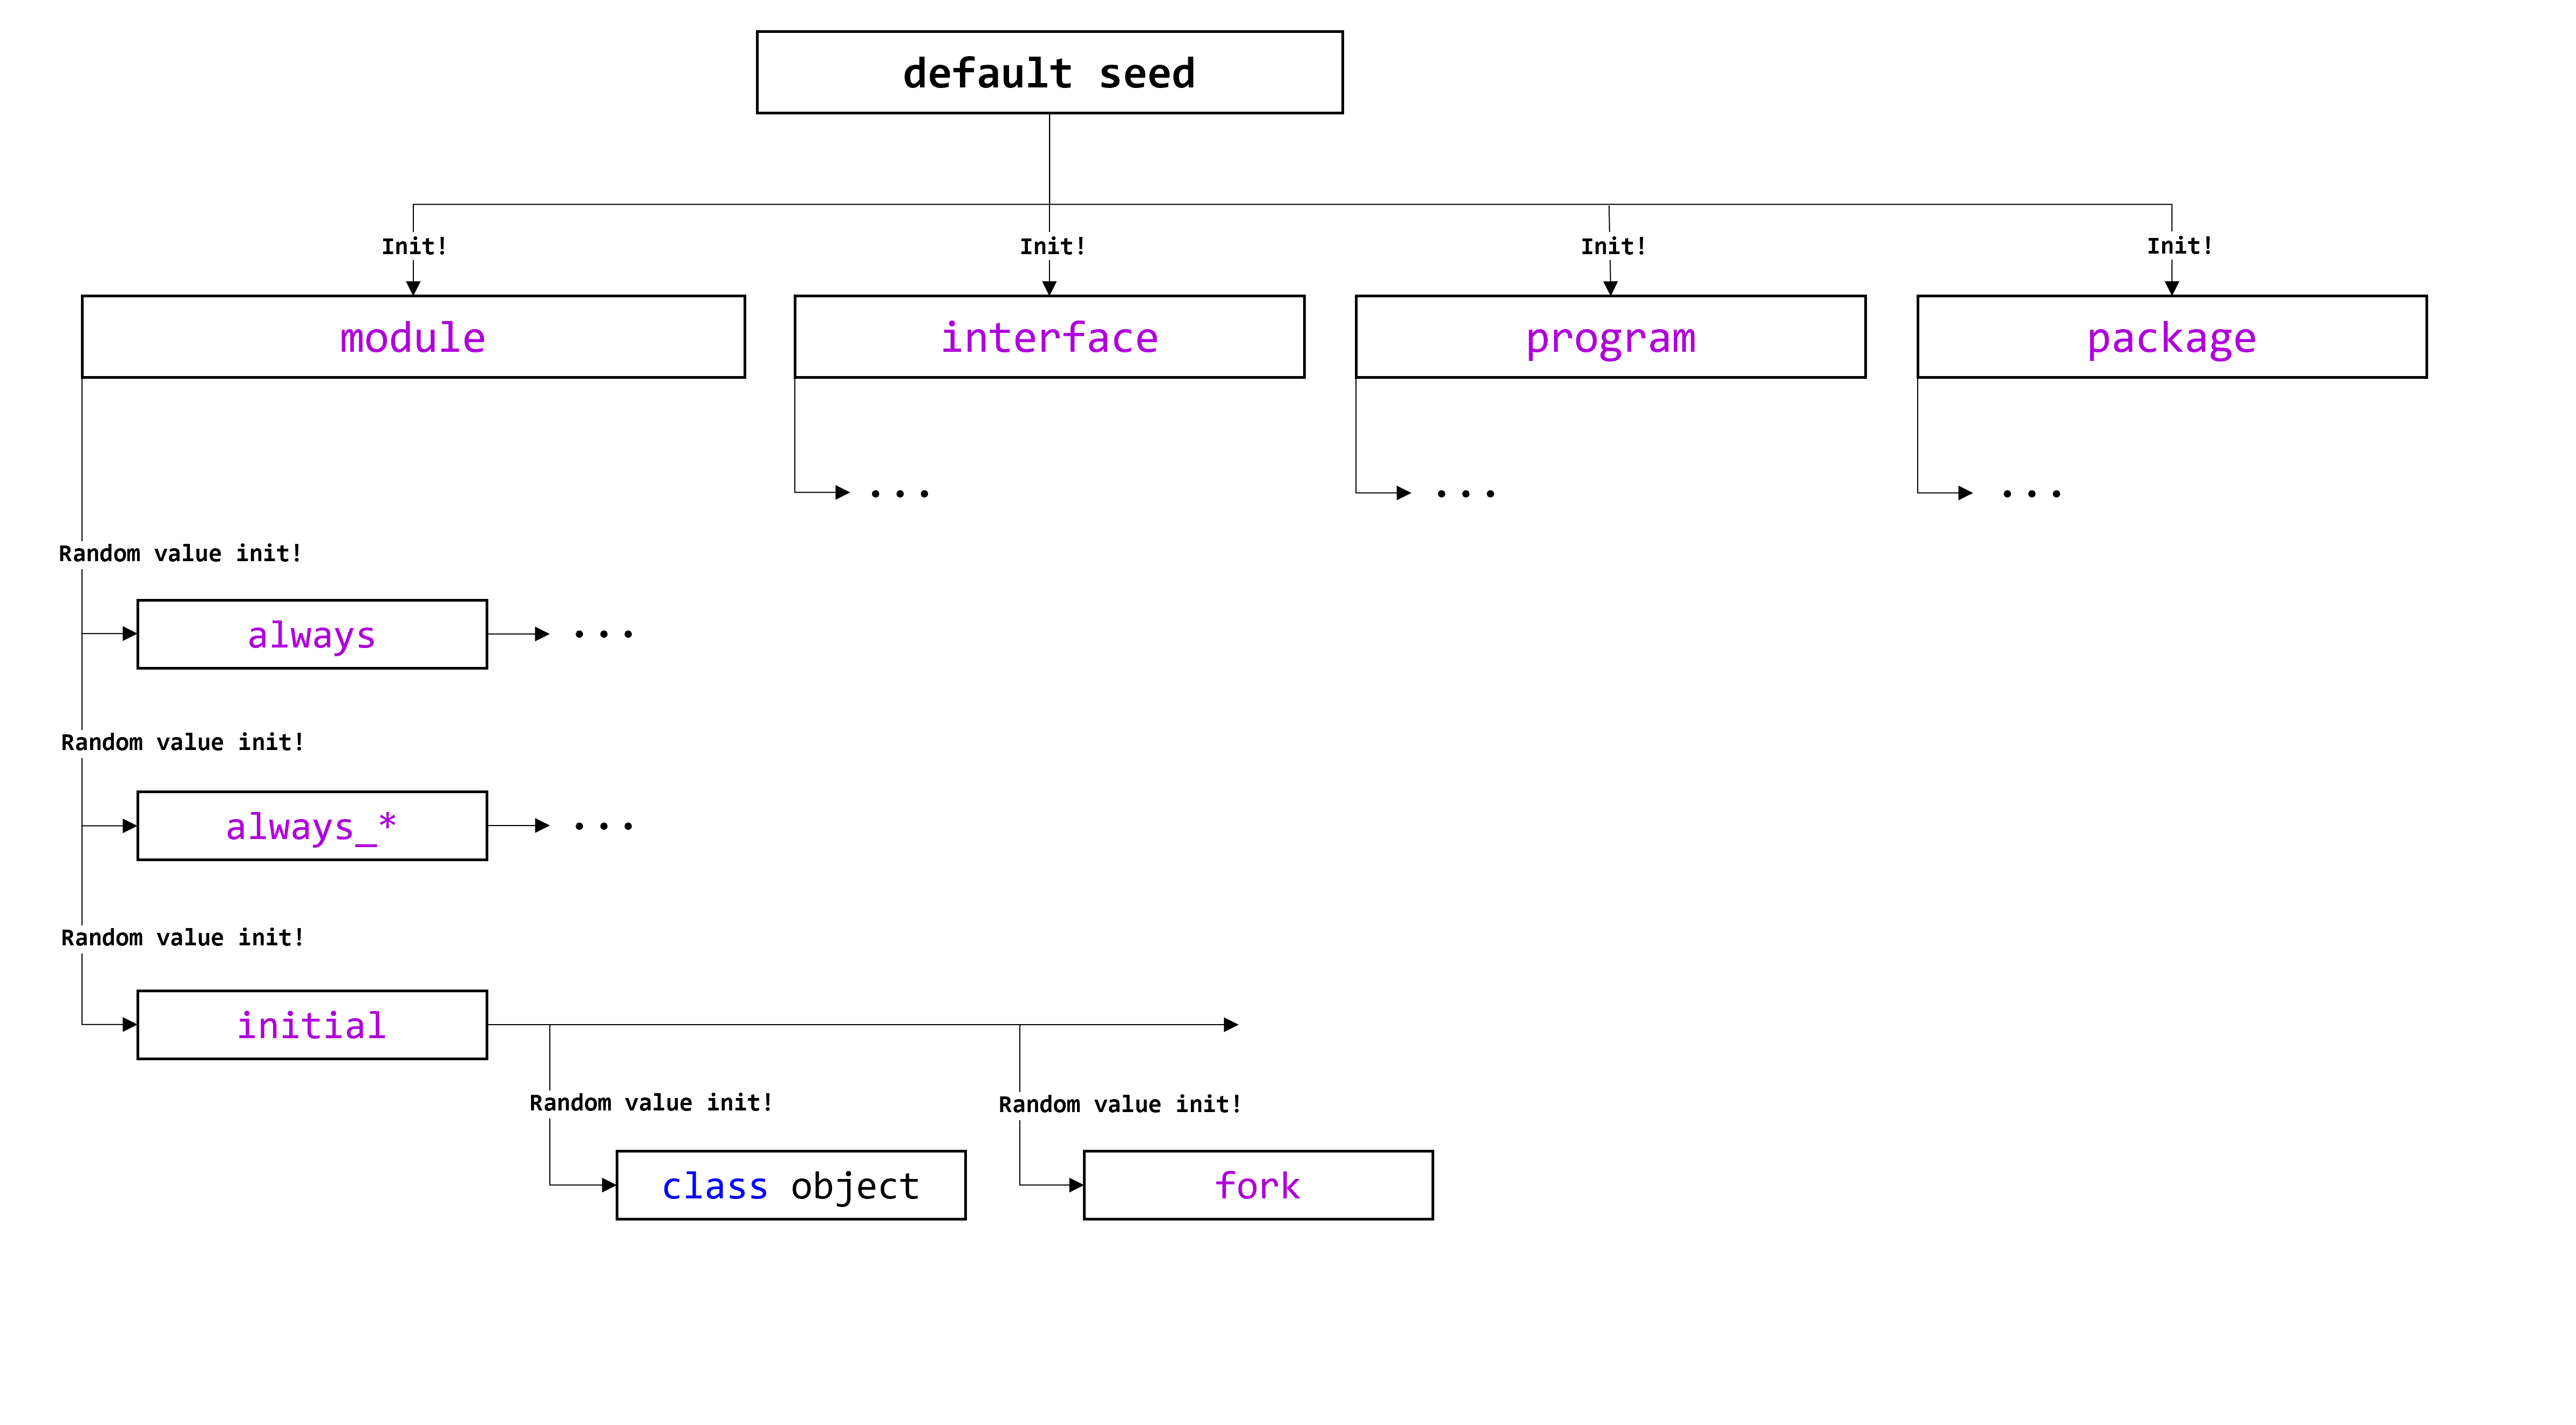 default seed
Init!
Init!
Init!
Init!
module
interface
program
package
...
...
...
Random value init!
always
...
Random value init!
always_*
...
Random value init!
initial
Random value init!
Random value init!
class object
fork